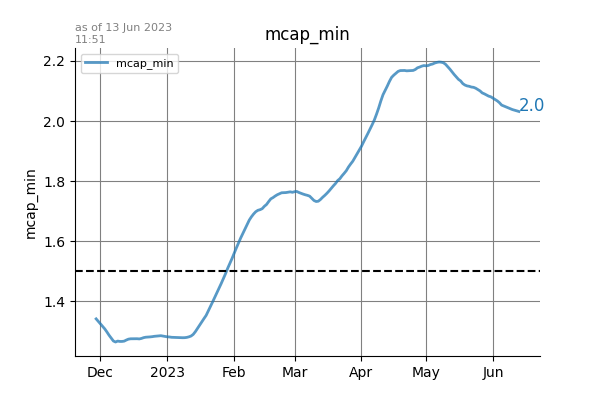 as of 13 Jun 2023
11:51
mcap_min
mcap_min
mcap_min
2.2
2.0
1.8
1.6
1.4
2.0
Dec 2023 Feb Mar Apr May Jun